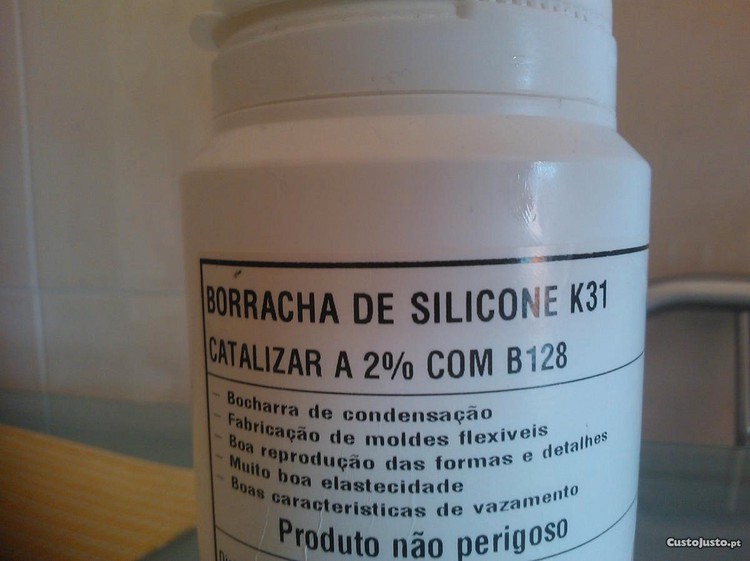 BORRACHA DE SILICONE K31
CATALIZAR A 2% COM B128
- Bocharra de condensação
- Fabricação de moldes flexiveis
- Boa reprodução das formas e detalhes
- Muito boa elastecidade
- Boas caracteristicas de vazamento
Produto não perigoso
CustoJusto.pt